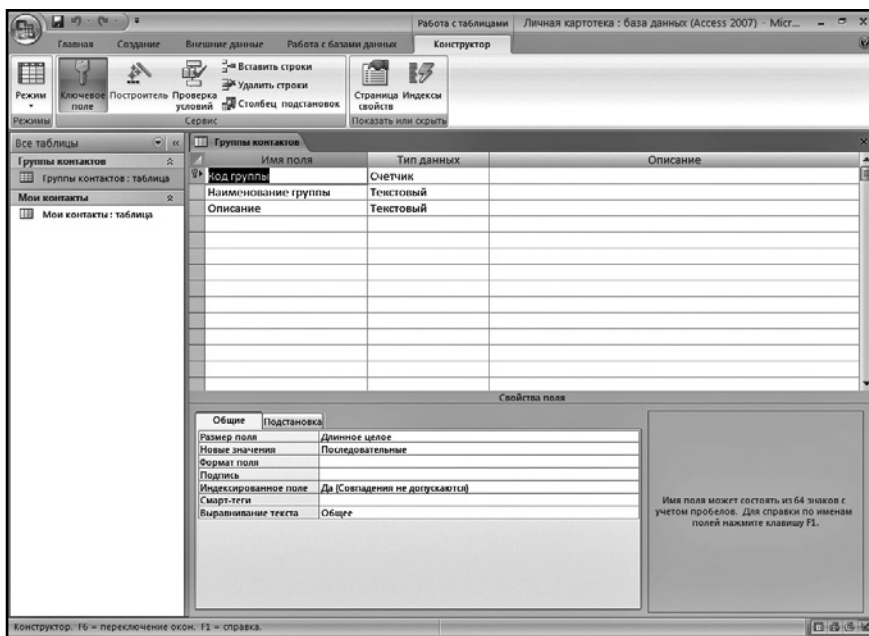 Работа с таблицами
Личная картотека : база данных (Access 2007) - Micr...
Главная Создание Внешние данные Работа с базами данных Конструктор
Режим
Ключевое поле
Построитель
Проверка условий
Вставить строки
Удалить строки
Столбец подстановок
Страница свойств
Индексы
Режимы Сервис Показать или скрыть
Все таблицы
Группы контактов
Группы контактов : таблица
Мои контакты
Мои контакты : таблица
Группы контактов
Имя поля Тип данных Описание
Код группы Счетчик
Наименование группы Текстовый
Описание Текстовый
Свойства поля
Общие Подстановка
Размер поля Длинное целое
Новые значения Последовательные
Формат поля
Подпись
Индексированное поле Да (Совпадения не допускаются)
Смарт-теги
Выравнивание текста Общее
Имя поля может состоять из 64 знаков с
учетом пробелов. Для справки по именам
полей нажмите клавишу F1.
Конструктор. F6 = переключение окон. F1 = справка.